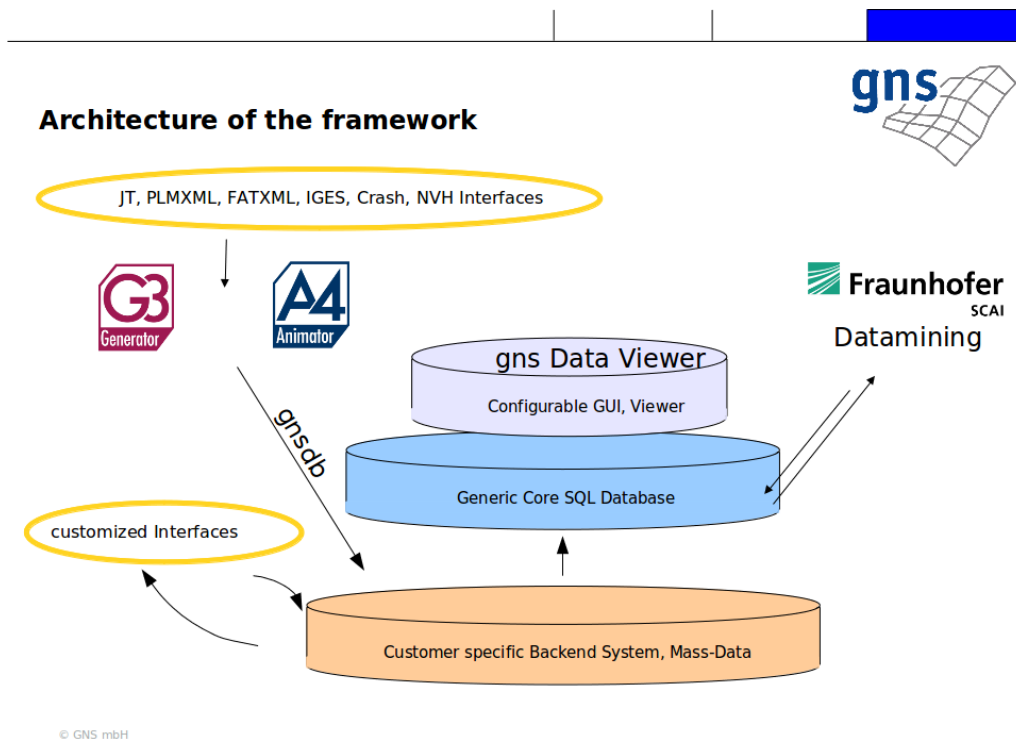 gns
Architecture of the framework
JT, PLMXML, FATXML, IGES, Crash, NVH Interfaces
G3
Generator
A4
Animator
Fraunhofer
SCAI
Datamining
gns Data Viewer
Configurable GUI, Viewer
gnsdb
Generic Core SQL Database
customized Interfaces
Customer specific Backend System, Mass-Data
© GNS mbH